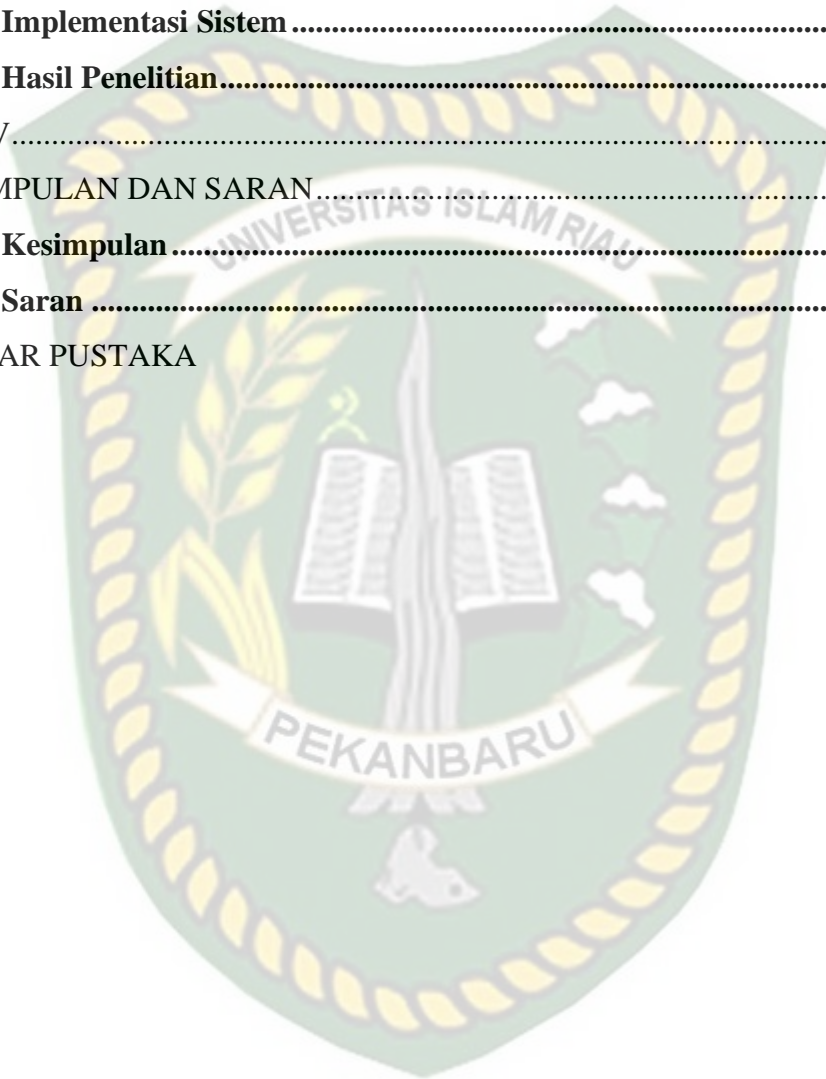 Implementasi Sistem ....................................................................
Hasil Penelitian.............................................................................
V.......................................................................................................
MPULAN DAN SARAN.................................................................
UNIVERSITAS ISLAM RIAU
Kesimpulan...................................................................................
Saran .............................................................................................
AR PUSTAKA
PEKANBARU